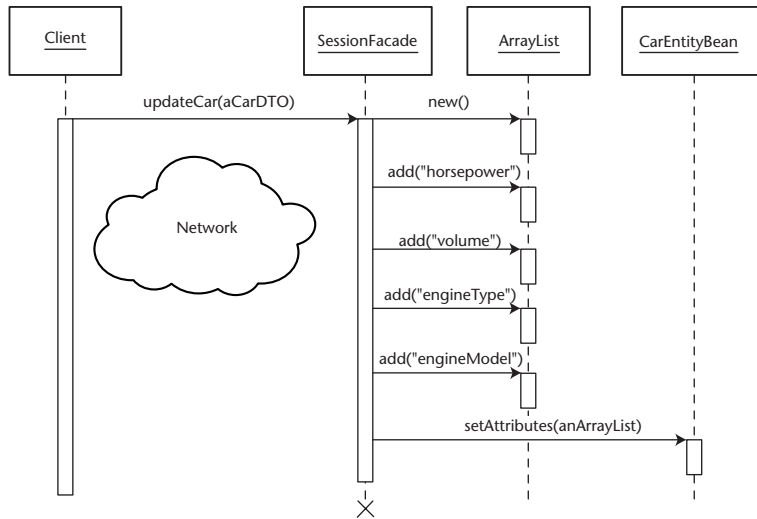 Client
SessionFacade
ArrayList
CarEntityBean
updateCar(aCarDTO)
new()
add("horsepower")
Network
add("volume")
add("engineType")
add("engineModel")
setAttributes(anArrayList)